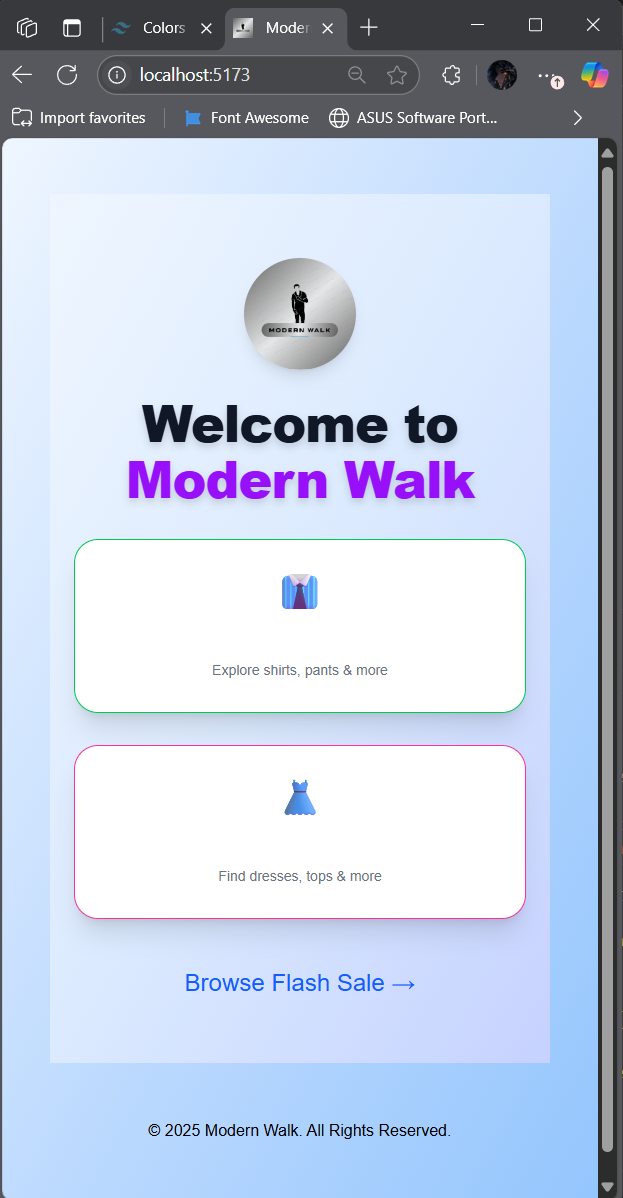 Colors
Moder
localhost:5173
Import favorites
Font Awesome
ASUS Software Port...
MODERN WALK
Welcome to
Modern Walk
Explore shirts, pants & more
Find dresses, tops & more
Browse Flash Sale →
© 2025 Modern Walk. All Rights Reserved.